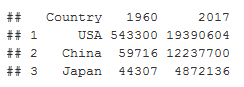 ##   Country   1960     2017
## 1     USA 543300 19390604
## 2   China  59716 12237700
## 3   Japan  44307  4872136